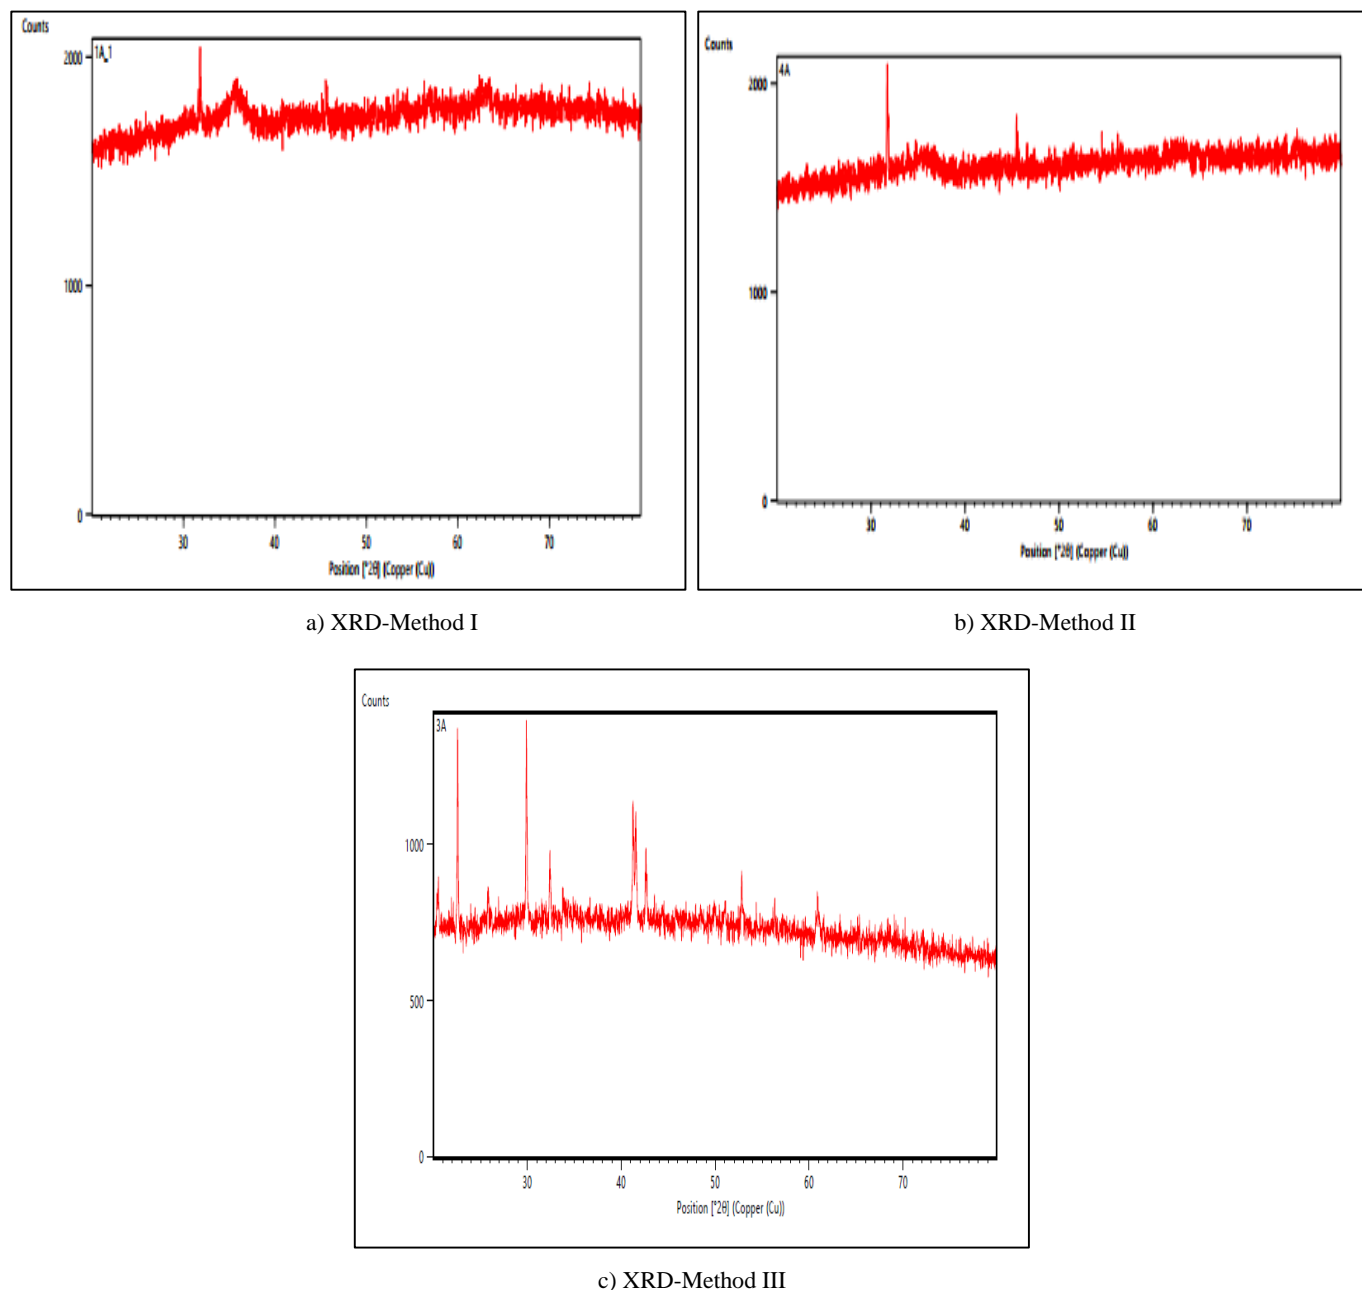 Counts
2000
1A_1
1000
0
30 40 50 60 70
Position [°2θ] (Copper (Cu))
a) XRD-Method I
Counts
2000
4A
1000
0
30 40 50 60 70
Position [°2θ] (Copper (Cu))
b) XRD-Method II
Counts
3A
1000
500
0
30 40 50 60 70
Position [°2θ] (Copper (Cu))
c) XRD-Method III